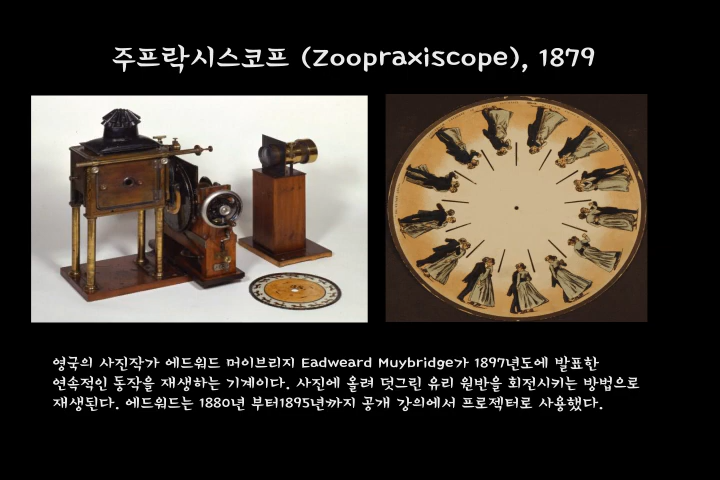 주프락시스코프 (Zoopraxiscope), 1879
영국의 사진작가 에드워드 머이브리지 Eadweard Muybridge가 1897년도에 발표한
연속적인 동작을 재생하는 기계이다. 사진에 올려 덧그린 유리 원반을 회전시키는 방법으로
재생된다. 에드워드는 1880년 부터1895년까지 공개 강의에서 프로젝터로 사용했다.